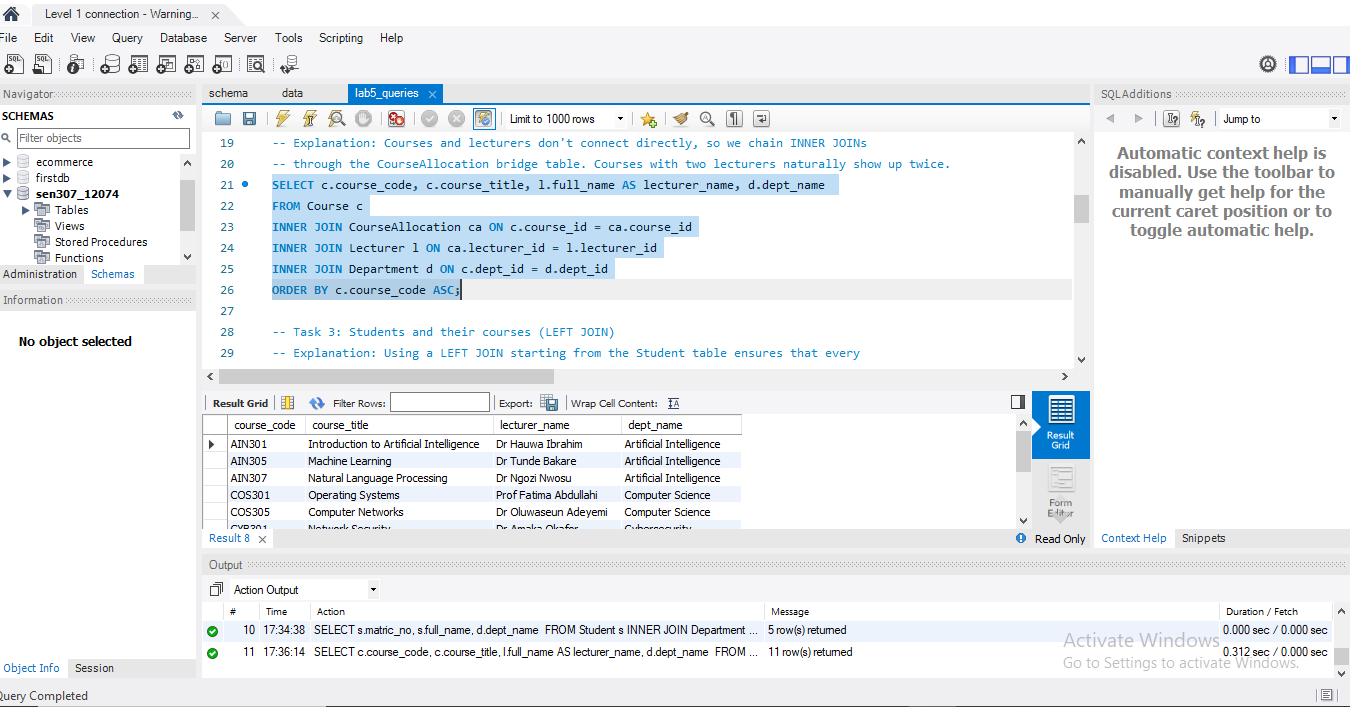 Level 1 connection - Warning...
File Edit View Query Database Server Tools Scripting Help
Navigator
SCHEMAS
Filter objects
ecommerce
firstdb
sen307_12074
Tables
Views
Stored Procedures
Functions
Administration Schemas
Information
No object selected
Object Info Session
schema data lab5_queries
Limit to 1000 rows
19 -- Explanation: Courses and lecturers don't connect directly, so we chain INNER JOINs
20 -- through the CourseAllocation bridge table. Courses with two lecturers naturally show up twice.
21 SELECT c.course_code, c.course_title, l.full_name AS lecturer_name, d.dept_name
22 FROM Course c
23 INNER JOIN CourseAllocation ca ON c.course_id = ca.course_id
24 INNER JOIN Lecturer l ON ca.lecturer_id = l.lecturer_id
25 INNER JOIN Department d ON c.dept_id = d.dept_id
26 ORDER BY c.course_code ASC;
27
28 -- Task 3: Students and their courses (LEFT JOIN)
29 -- Explanation: Using a LEFT JOIN starting from the Student table ensures that every
Result Grid Filter Rows: Export: Wrap Cell Content:
course_code course_title lecturer_name dept_name
AIN301 Introduction to Artificial Intelligence Dr Hauwa Ibrahim Artificial Intelligence
AIN305 Machine Learning Dr Tunde Bakare Artificial Intelligence
AIN307 Natural Language Processing Dr Ngozi Nwosu Artificial Intelligence
COS301 Operating Systems Prof Fatima Abdullahi Computer Science
COS305 Computer Networks Dr Oluwaseun Adeyemi Computer Science
CYB301 Network Security Dr Amaka Okafor Cybersecurity
Result Grid
Form Editor
Result 8
Read Only
SQLAdditions
Jump to
Automatic context help is
disabled. Use the toolbar to
manually get help for the
current caret position or to
toggle automatic help.
Context Help Snippets
Output
Action Output
# Time Action Message Duration / Fetch
10 17:34:38 SELECT s.matric_no, s.full_name, d.dept_name FROM Student s INNER JOIN Department ... 5 row(s) returned 0.000 sec / 0.000 sec
11 17:36:14 SELECT c.course_code, c.course_title, l.full_name AS lecturer_name, d.dept_name FROM ... 11 row(s) returned 0.312 sec / 0.000 sec
Activate Windows
Go to Settings to activate Windows.
Query Completed